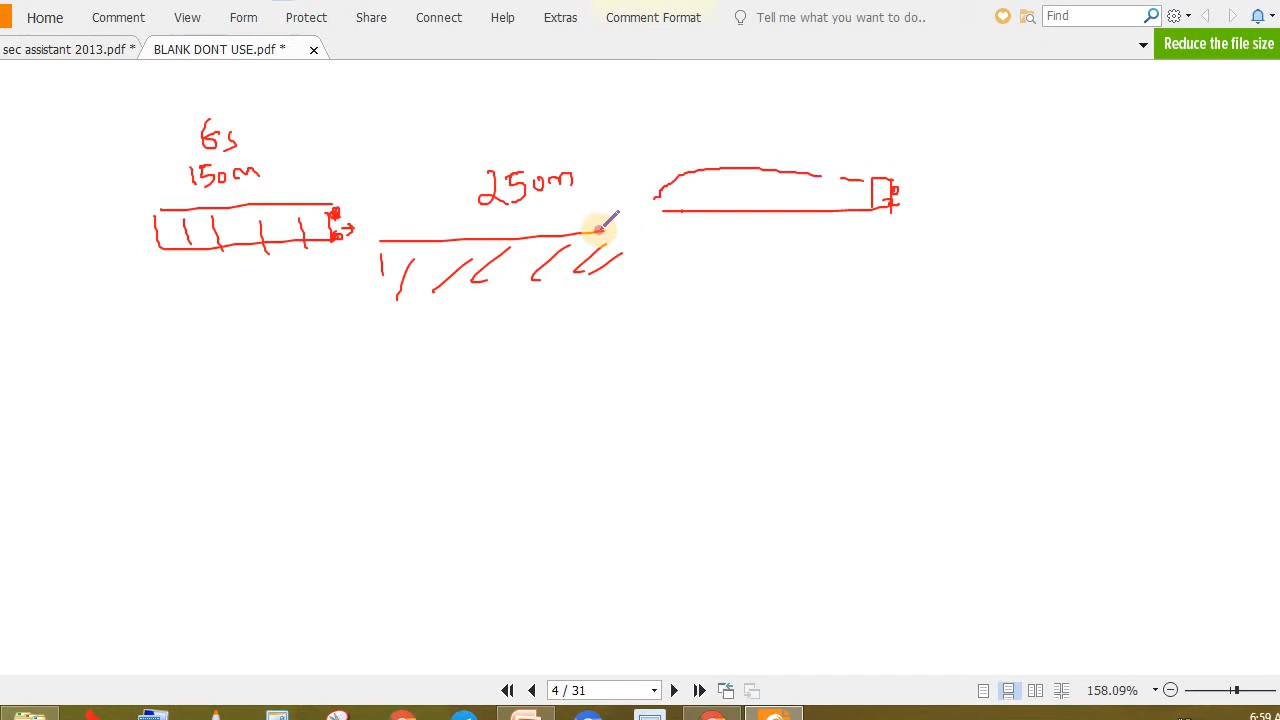 Home Comment View Form Protect Share Connect Help Extras Comment Format Tell me what you want to do.. Find
sec assistant 2013.pdf * BLANK DONT USE.pdf * Reduce the file size
6s
150m
250m
4 / 31 158.09%
6:59